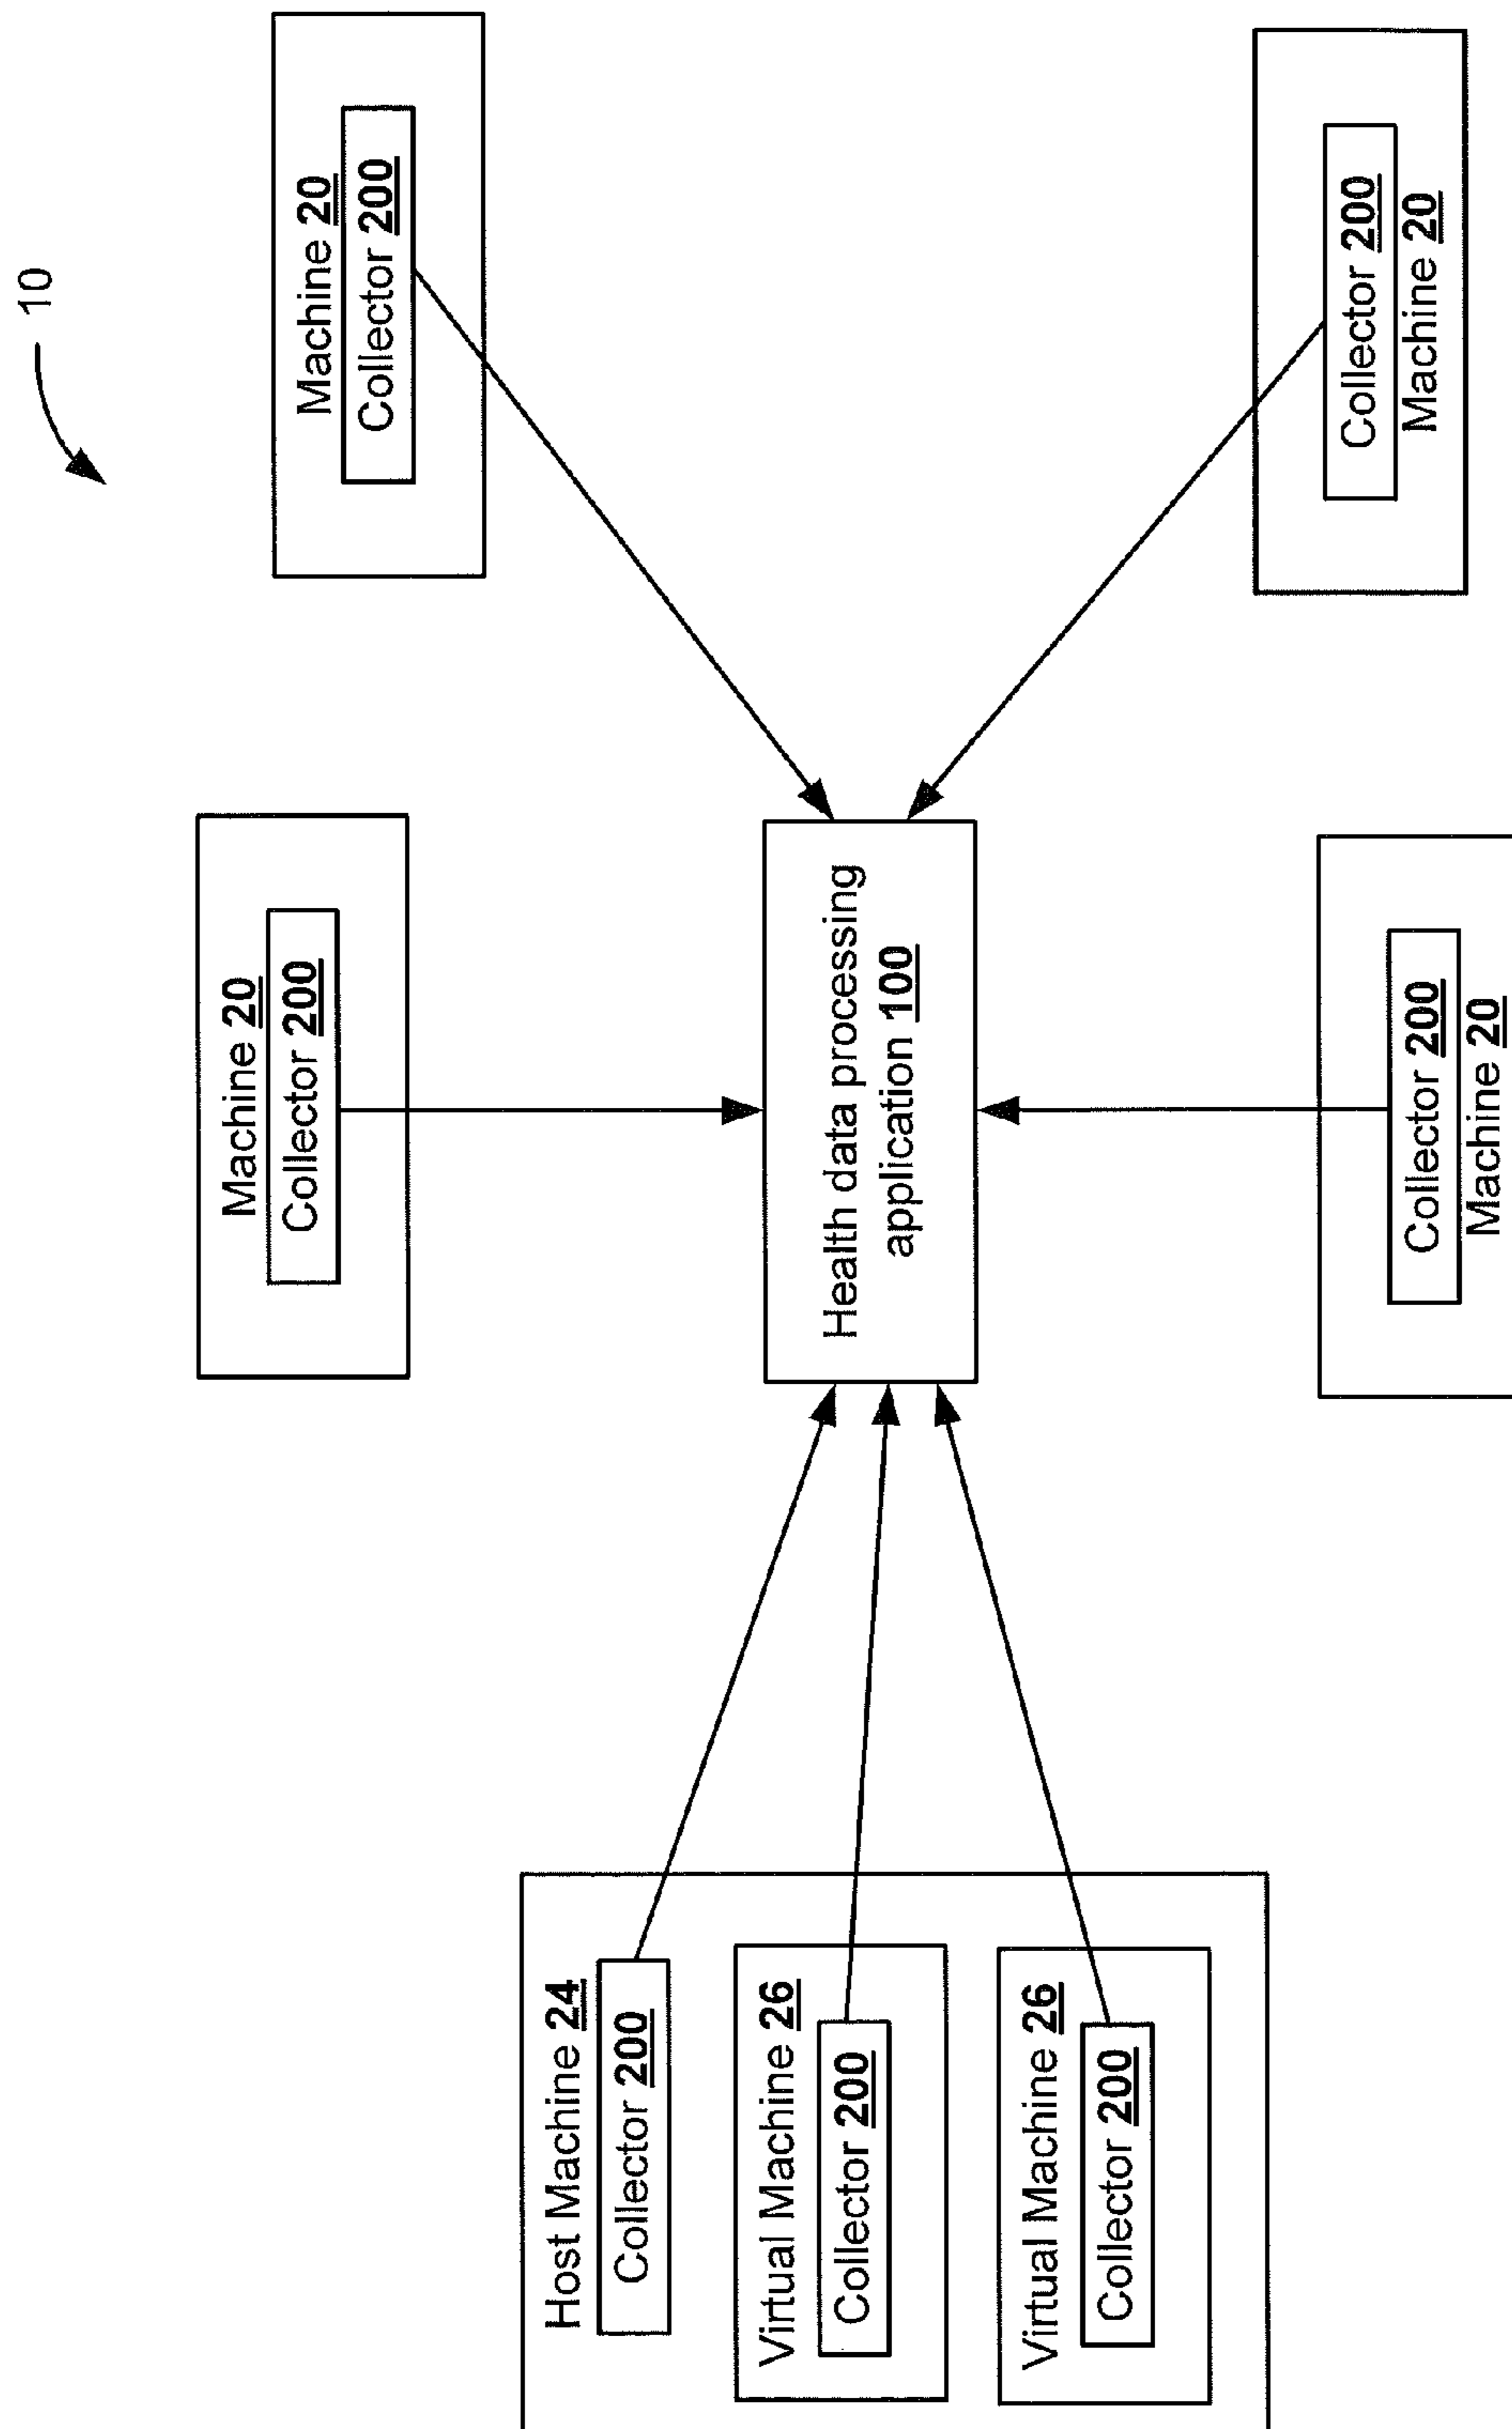 10
Machine 20
Collector 200
Machine 20
Collector 200
Host Machine 24
Collector 200
Virtual Machine 26
Collector 200
Virtual Machine 26
Collector 200
Health data processing
application 100
Collector 200
Machine 20
Collector 200
Machine 20